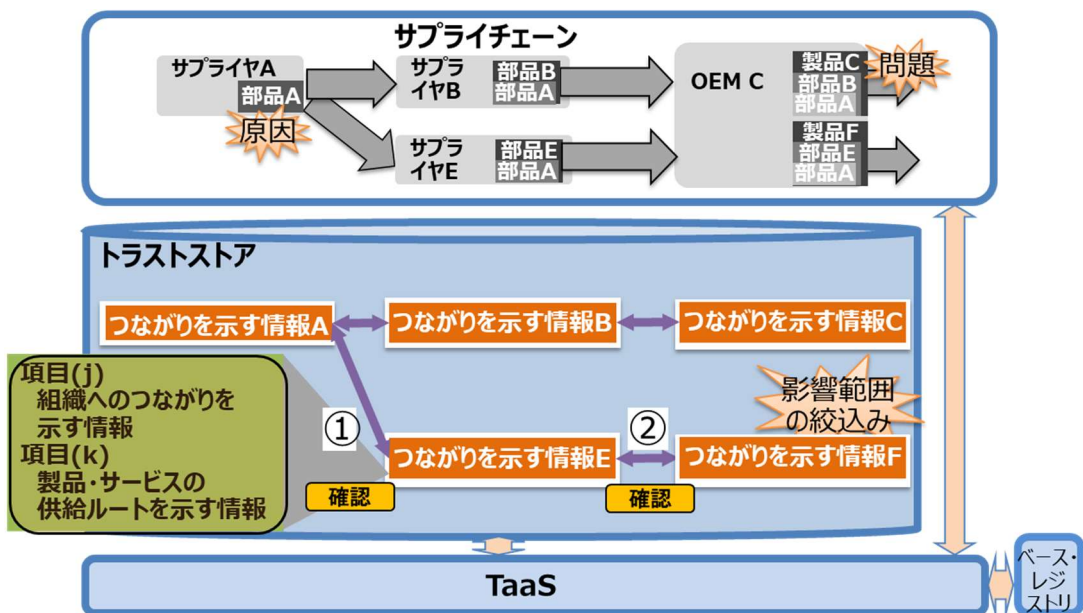 サプライチェーン
サプライヤA
部品A
原因
サプラ
イヤB
部品B
部品A
サプラ
イヤE
部品E
部品A
OEM C
製品C
部品B
部品A
問題
製品F
部品E
部品A
トラストストア
つながりを示す情報A
つながりを示す情報B
つながりを示す情報C
項目(j)
組織へのつながりを
示す情報
項目(k)
製品・サービスの
供給ルートを示す情報
①
確認
つながりを示す情報E
②
確認
影響範囲
の絞込み
つながりを示す情報F
TaaS
ベース・
レジ
ストリ